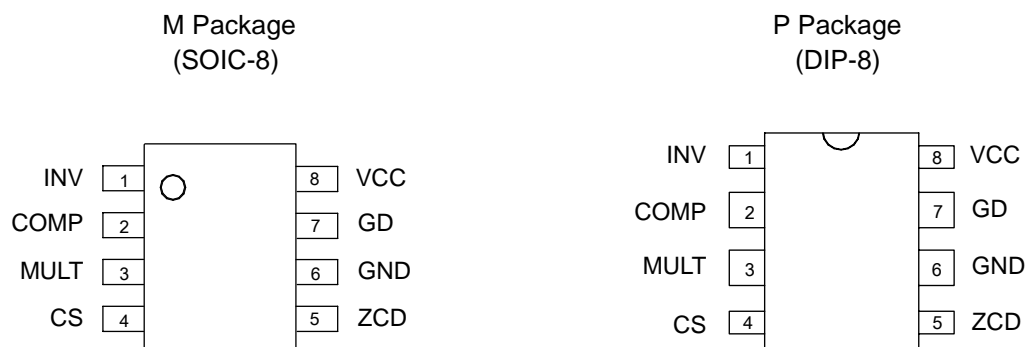 M Package
(SOIC-8)
INV 1 8 VCC
COMP 2 7 GD
MULT 3 6 GND
CS 4 5 ZCD
P Package
(DIP-8)
INV 1 8 VCC
COMP 2 7 GD
MULT 3 6 GND
CS 4 5 ZCD